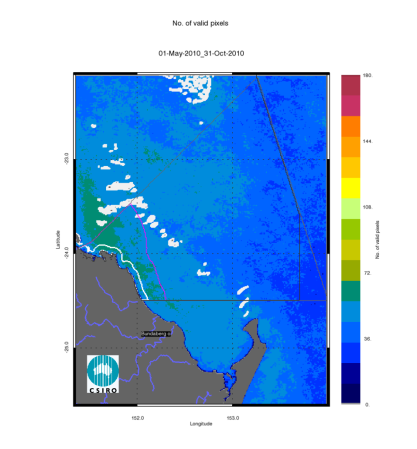 No. of valid pixels
01-May-2010_31-Oct-2010
180
144
108
72
36
0
No. of valid pixels
-23.0
-24.0
-25.0
Latitude
Bundaberg
CSIRO
152.0
153.0
Longitude